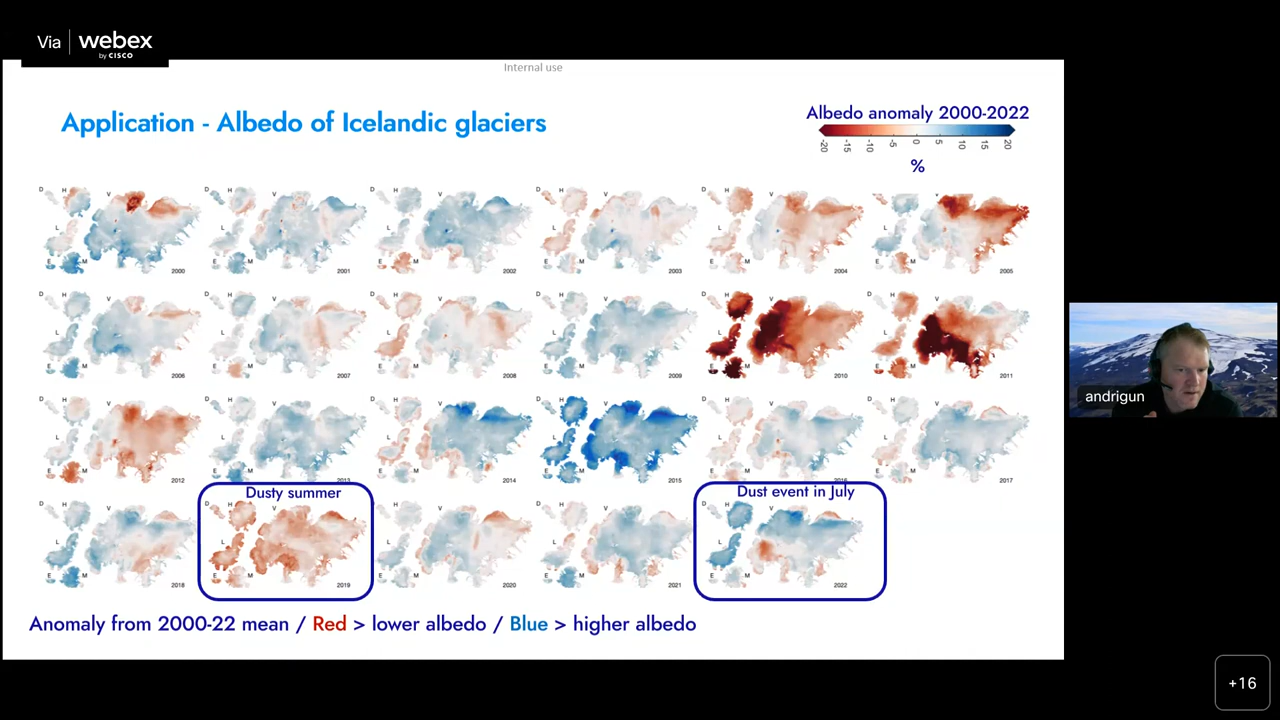 Via webex
by CISCO
Internal use
Application - Albedo of Icelandic glaciers
Albedo anomaly 2000-2022
-20 -15 -10 -5 0 5 10 15 20
%
D H V D H V D H V D H V D H V V
L L L L L L
E M 2000 E M 2001 E M 2002 E M 2003 E M 2004 E M 2005
D H V D H V D H V D H V D H V D H V
L L L L L L
E M 2006 E M 2007 E M 2008 E M 2009 E M 2010 E M 2011
D H V D H V D H V D H V D H V D H V
L L L L L L
E M 2012 E M 2013 E M 2014 E M 2015 E M 2016 E M 2017
Dusty summer
Dust event in July
D H V D H V D H V D H V D H V
L L L L L
E M 2018 E M 2019 E M 2020 E M 2021 E M 2022
Anomaly from 2000-22 mean / Red > lower albedo / Blue > higher albedo
andrigun
+16